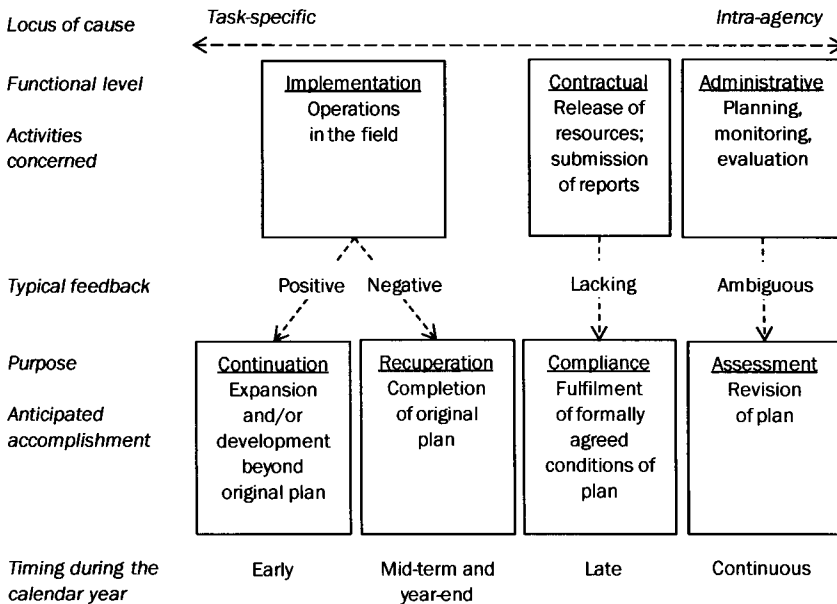 Locus of cause
Task-specific
Intra-agency
Functional level
Implementation
Contractual
Administrative
Activities
concerned
Operations
in the field
Release of
resources;
submission
of reports
Planning,
monitoring,
evaluation
Typical feedback
Positive
Negative
Lacking
Ambiguous
Purpose
Continuation
Recuperation
Compliance
Assessment
Anticipated
accomplishment
Expansion
and/or
development
beyond
original plan
Completion
of original
plan
Fulfilment
of formally
agreed
conditions of
plan
Revision
of plan
Timing during the
calendar year
Early
Mid-term and
year-end
Late
Continuous